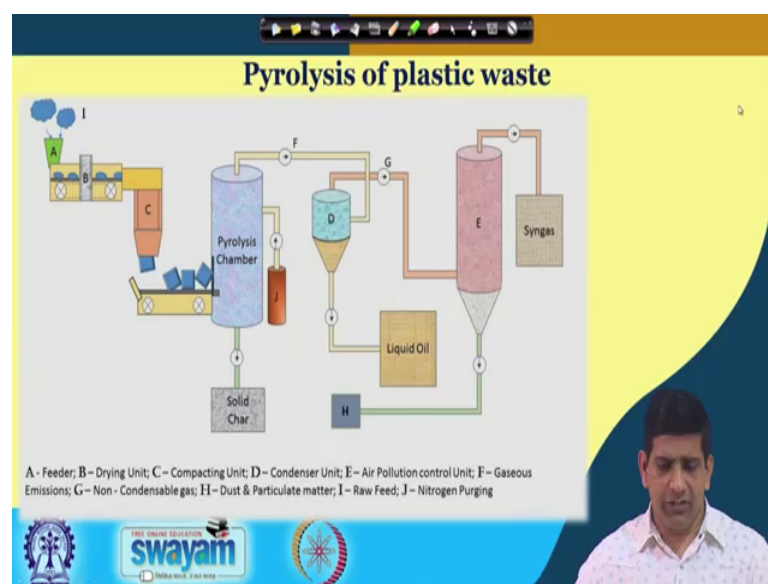 Pyrolysis of plastic waste
I
A
B
C
F
G
D
E
Pyrolysis
Chamber
J
Syngas
Liquid Oil
Solid
Char
H
A - Feeder; B – Drying Unit; C – Compacting Unit; D – Condenser Unit; E – Air Pollution control Unit; F – Gaseous
Emissions; G – Non - Condensable gas; H – Dust & Particulate matter; I – Raw Feed; J – Nitrogen Purging
FREE ONLINE EDUCATION
swayam